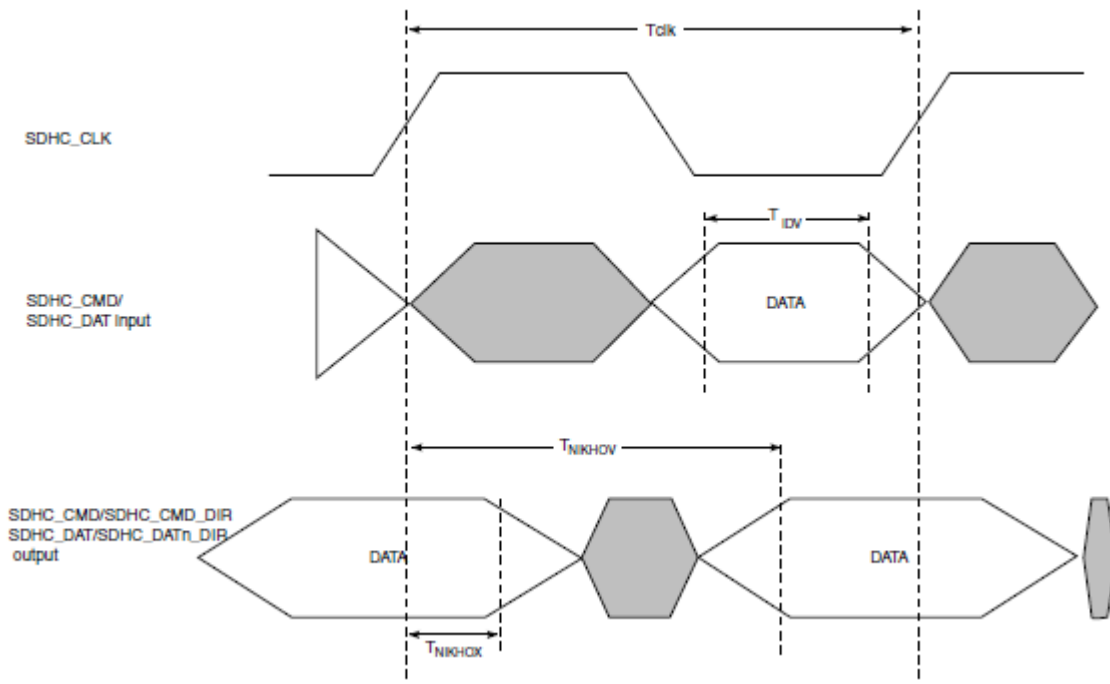 Tclk
SDHC_CLK
T IDV
SDHC_CMD/
SDHC_DAT input
DATA
TNIKHOV
SDHC_CMD/SDHC_CMD_DIR
SDHC_DAT/SDHC_DATn_DIR
output
DATA
DATA
TNIKHOX